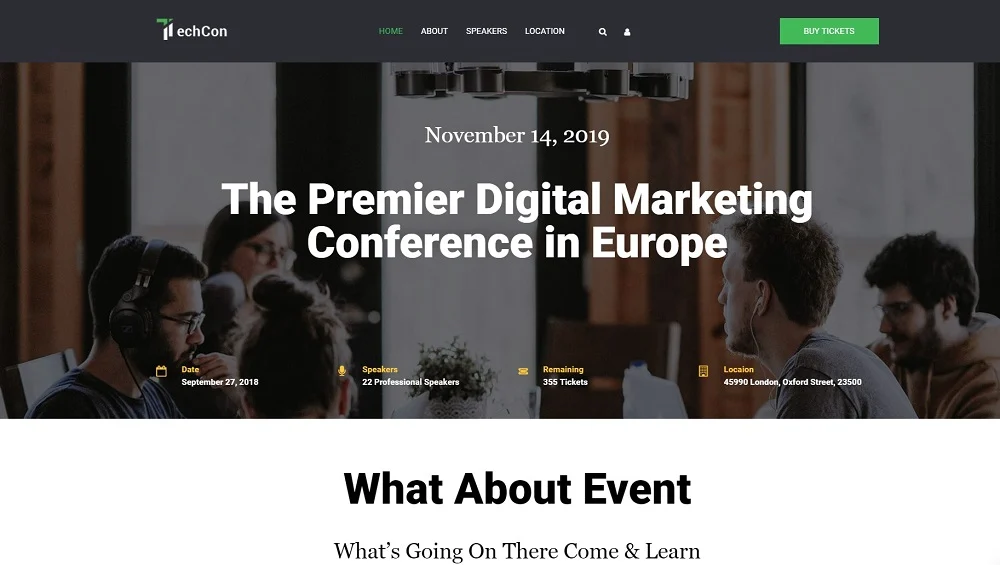 TechCon
HOME ABOUT SPEAKERS LOCATION
BUY TICKETS
November 14, 2019
The Premier Digital Marketing
Conference in Europe
Date
September 27, 2018
Speakers
22 Professional Speakers
Remaining
355 Tickets
Locaion
45990 London, Oxford Street, 23500
What About Event
What's Going On There Come & Learn